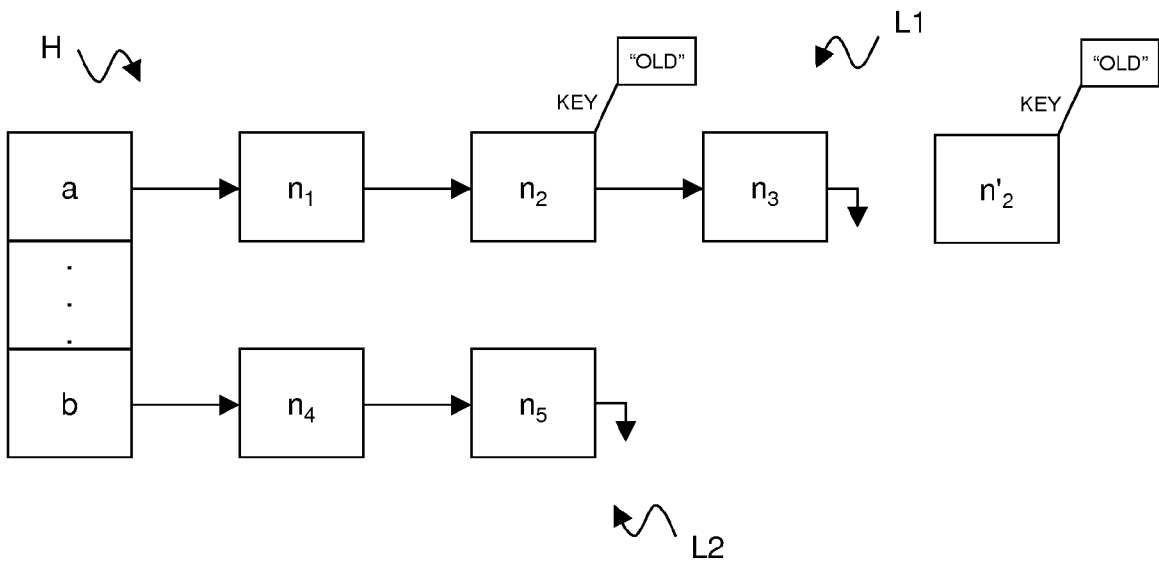 H
L1
“OLD”
“OLD”
KEY
KEY
a
n₁
n₂
n₃
n'₂
.
.
.
b
n₄
n₅
L2